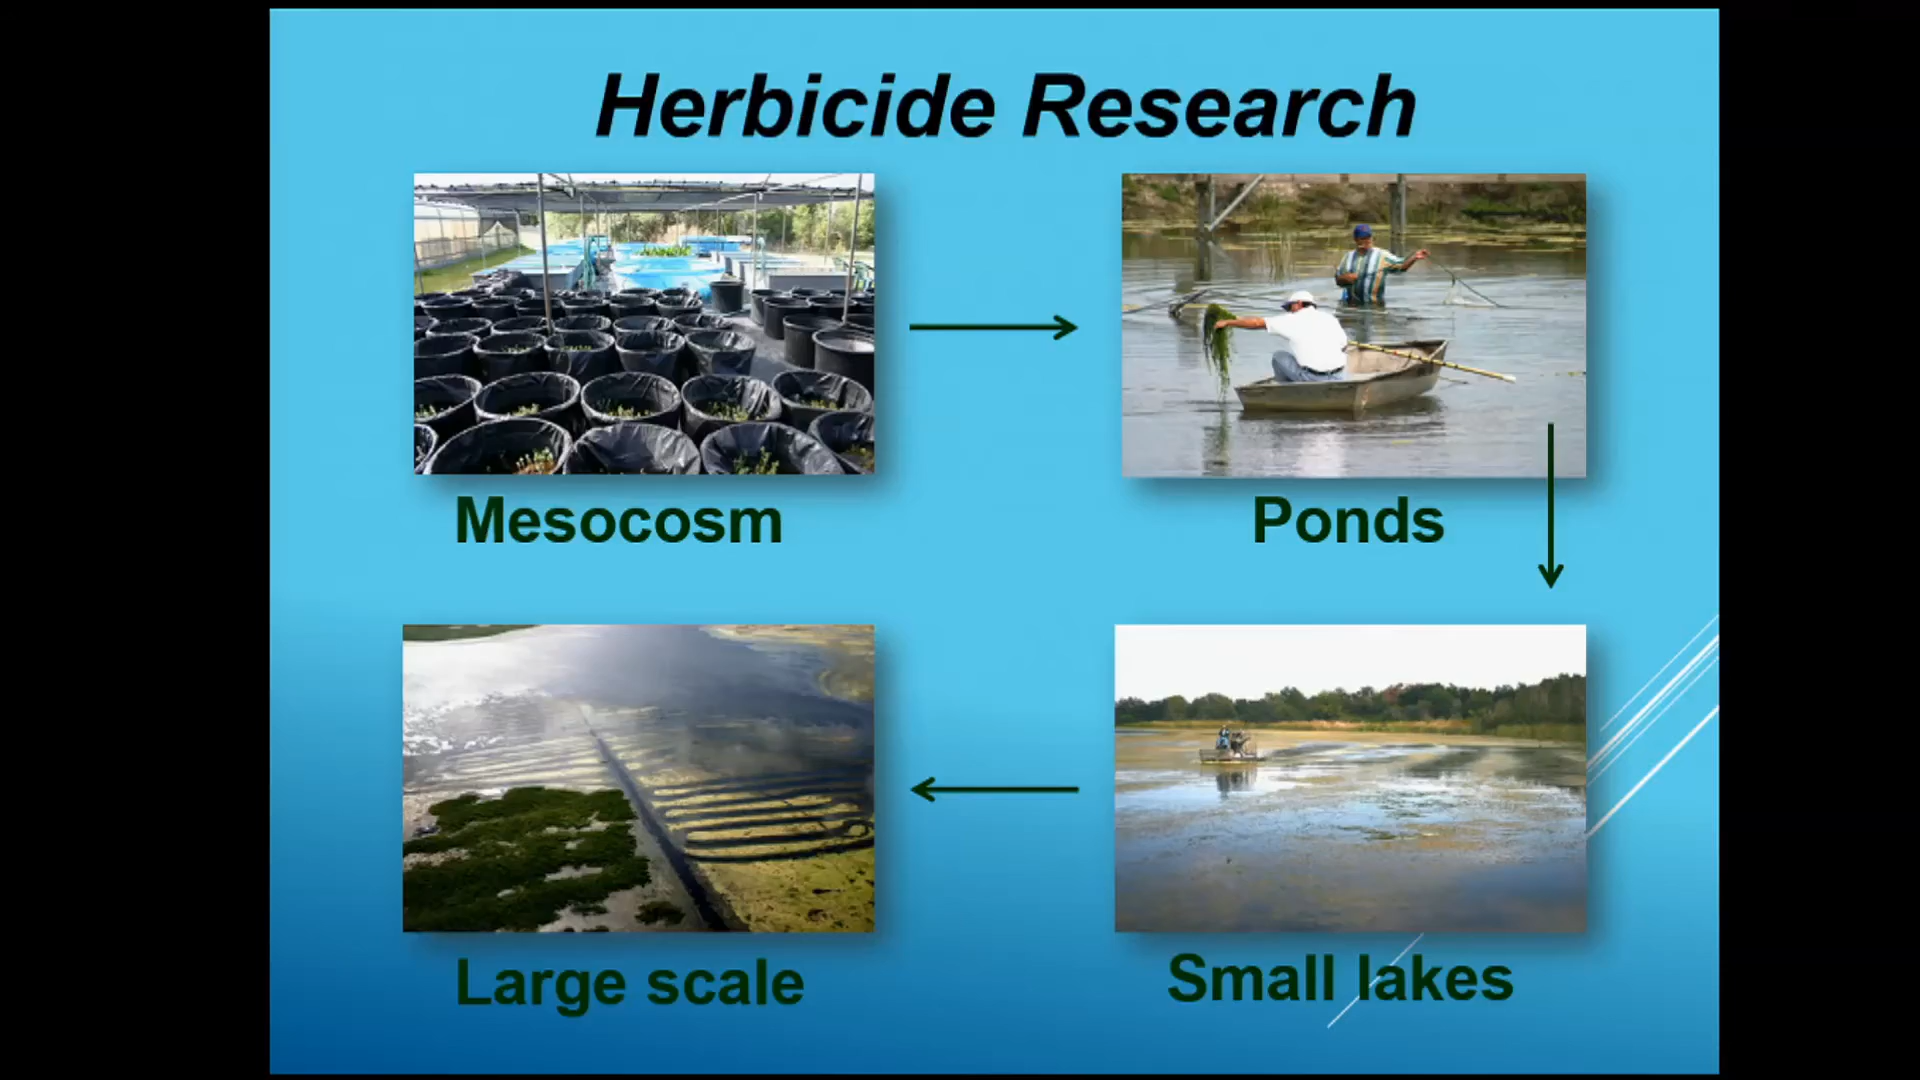 Herbicide Research
Mesocosm
Ponds
Large scale
Small lakes